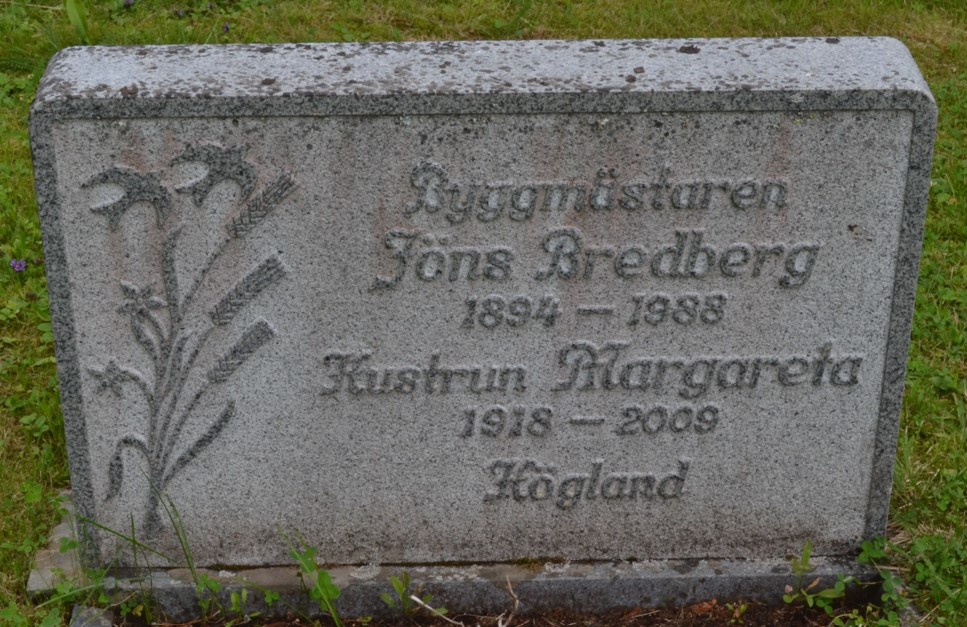 Byggmästaren
Jöns Bredberg
1894 — 1988
Hustrun Margareta
1918 — 2009
Högland